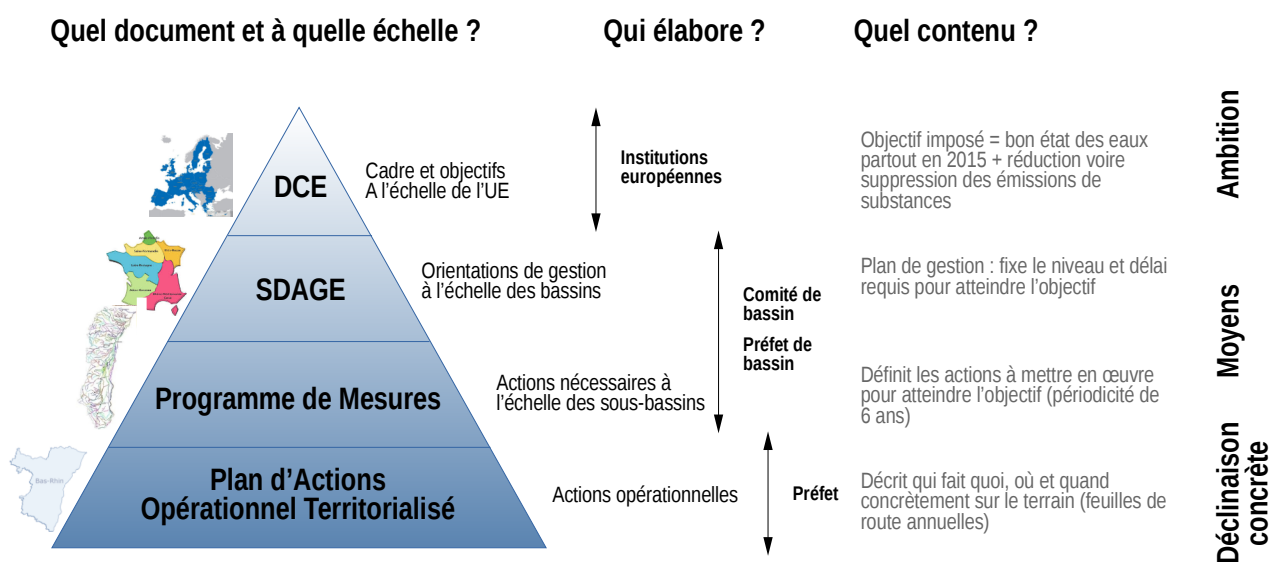 Quel document et à quelle échelle ?
Qui élabore ?
Quel contenu ?
DCE
Cadre et objectifs
A l’échelle de l’UE
Institutions
européennes
Objectif imposé = bon état des eaux
partout en 2015 + réduction voire
suppression des émissions de
substances
Ambition
SDAGE
Orientations de gestion
à l’échelle des bassins
Comité de
bassin
Préfet de
bassin
Plan de gestion : fixe le niveau et délai
requis pour atteindre l’objectif
Moyens
Programme de Mesures
Actions nécessaires à
l’échelle des sous-bassins
Définit les actions à mettre en œuvre
pour atteindre l’objectif (périodicité de
6 ans)
Bas-Rhin
Plan d’Actions
Opérationnel Territorialisé
Actions opérationnelles
Préfet
Décrit qui fait quoi, où et quand
concrètement sur le terrain (feuilles de
route annuelles)
Déclinaison
concrète